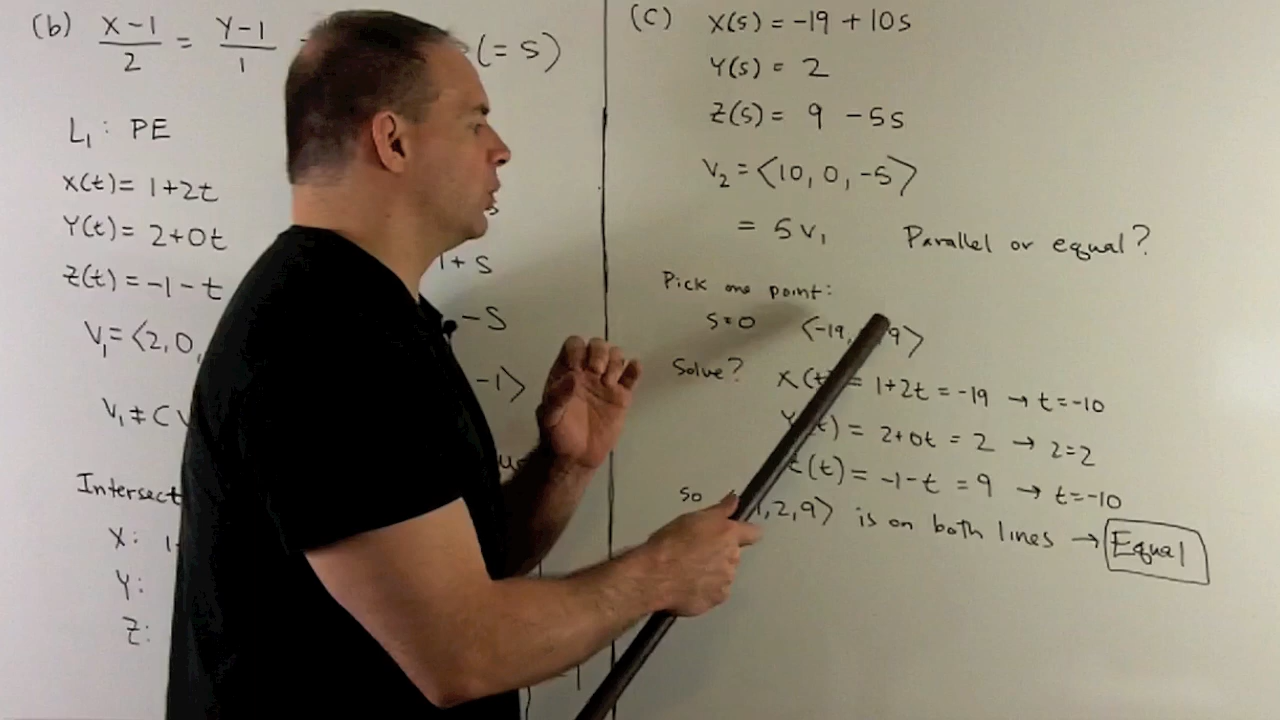 (b) X-1/2 = Y-1/1 (= S)
L₁: PE
X(t)= 1+2t
Y(t)= 2+0t
Z(t)= -1-t
V₁= ⟨2, 0,
V₁ ≠ C
Intersect
X: 1
Y:
Z:
1+S
-S
-1⟩
(C) X(s) = -19 + 10s
Y(s) = 2
Z(s) = 9 - 5s
V₂ = ⟨10, 0, -5⟩
= 5V₁ Parallel or equal?
Pick one point:
s=0 ⟨-19, 9⟩
Solve? X(t) = 1+2t = -19 → t=-10
Y(t) = 2+0t = 2 → 2=2
Z(t) = -1-t = 9 → t=-10
so ,2,9⟩ is on both lines → Equal